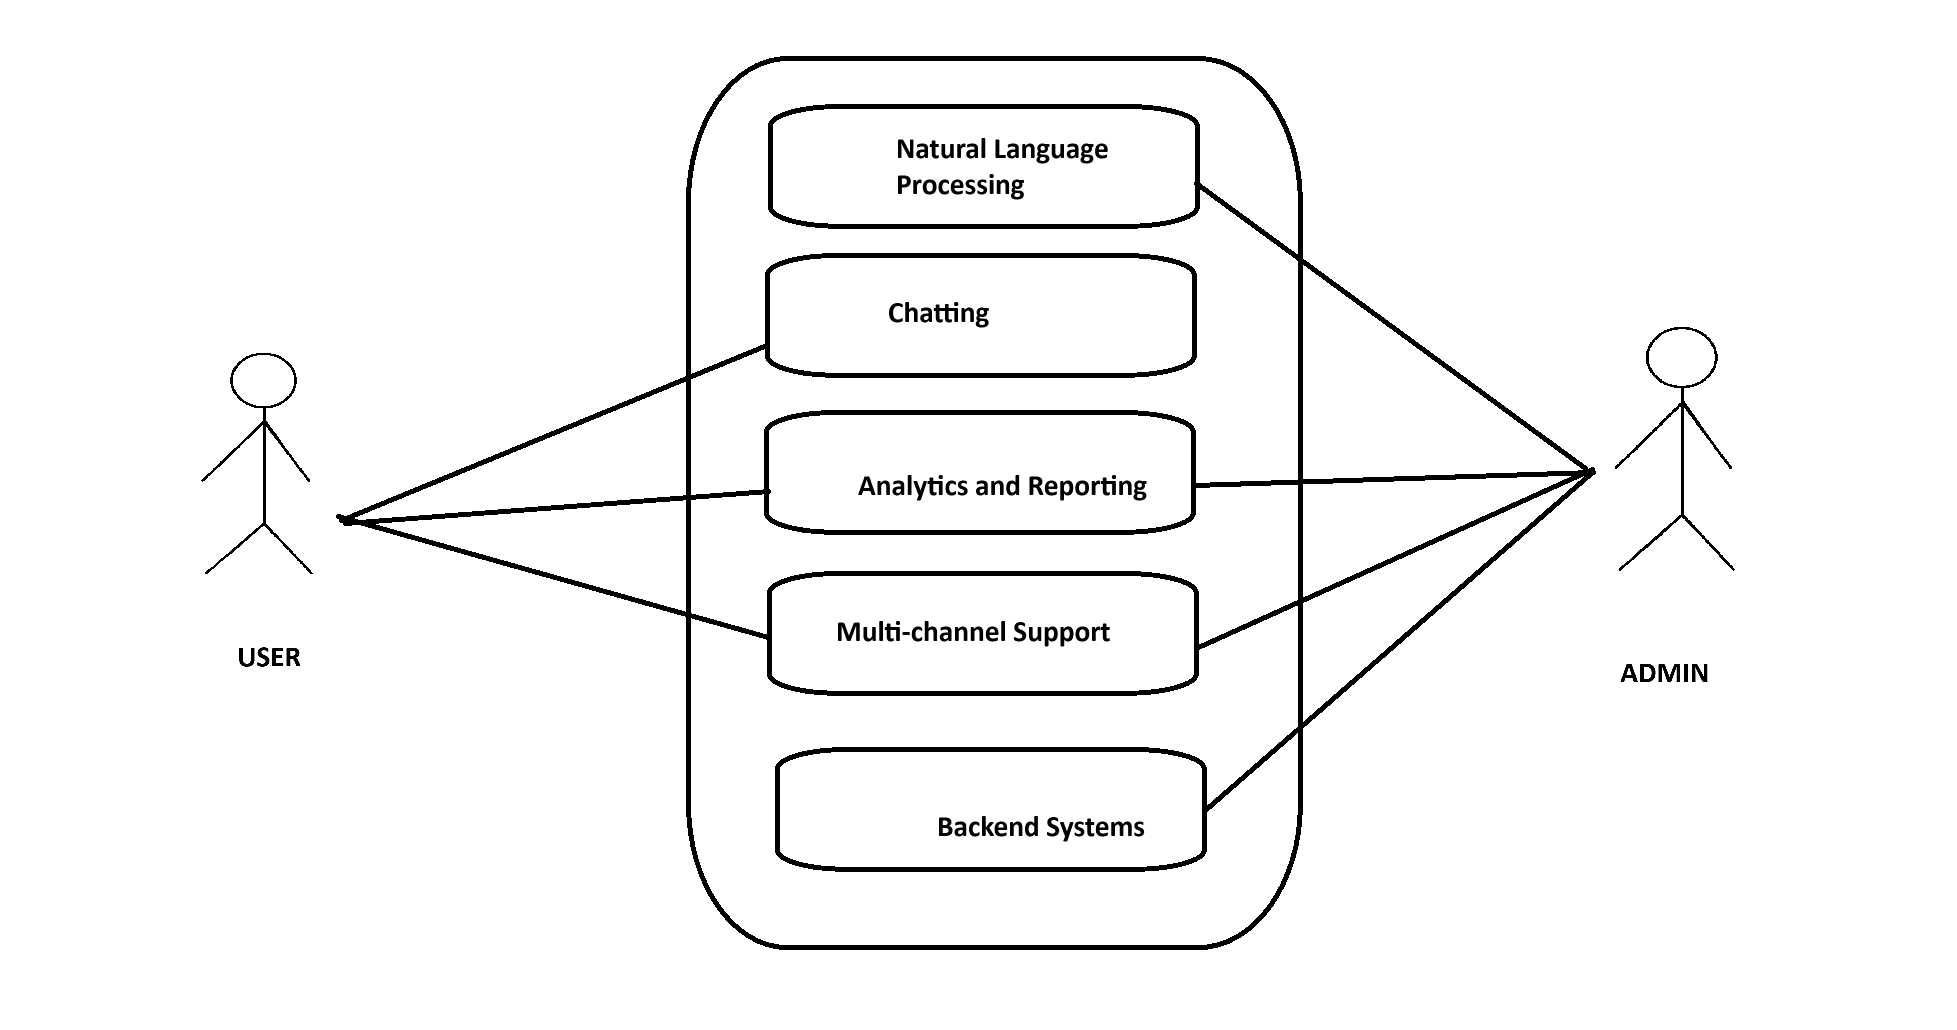 Natural Language
Processing
Chatting
Analytics and Reporting
Multi-channel Support
Backend Systems
USER
ADMIN